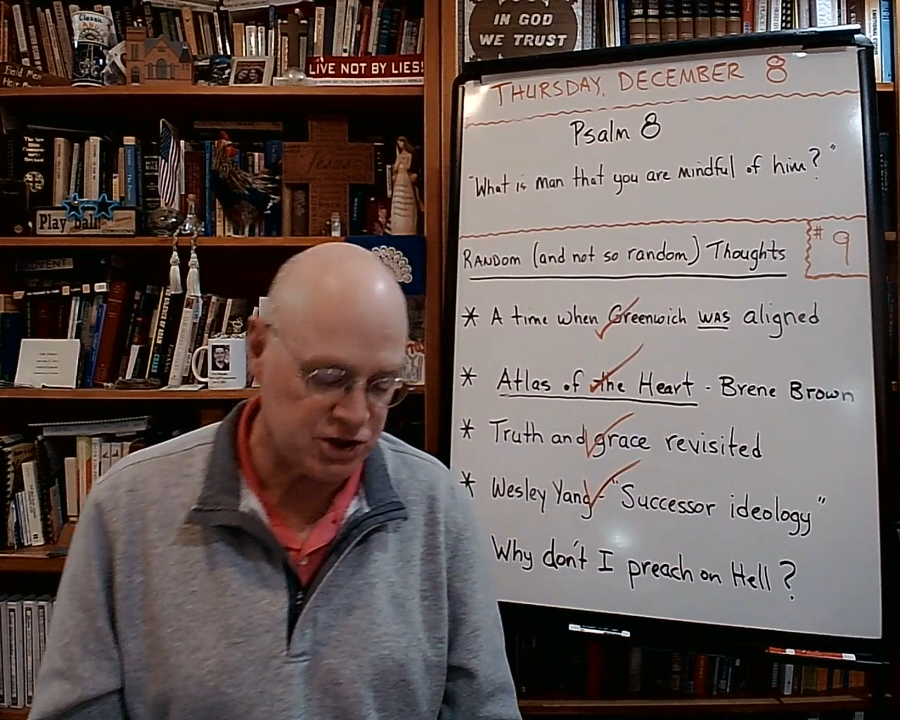 IN GOD
WE TRUST
LIVE NOT BY LIES!
Play ball
Jesus
THURSDAY, DECEMBER 8
Psalm 8
"What is man that you are mindful of him?"
RANDOM (and not so random) Thoughts
# 9
* A time when Greenwich was aligned
* Atlas of the Heart - Brene Brown
* Truth and grace revisited
* Wesley Yang - "Successor ideology"
Why don't I preach on Hell?